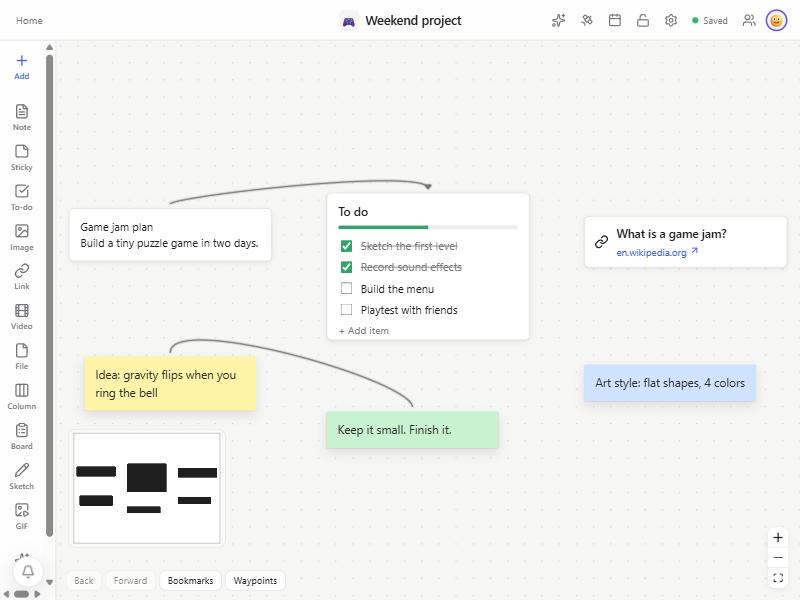 Home
Weekend project
Saved
Add
Note
Sticky
To-do
Image
Link
Video
File
Column
Board
Sketch
GIF
Game jam plan
Build a tiny puzzle game in two days.
To do
Sketch the first level
Record sound effects
Build the menu
Playtest with friends
+ Add item
What is a game jam?
en.wikipedia.org
Idea: gravity flips when you
ring the bell
Keep it small. Finish it.
Art style: flat shapes, 4 colors
Back
Forward
Bookmarks
Waypoints